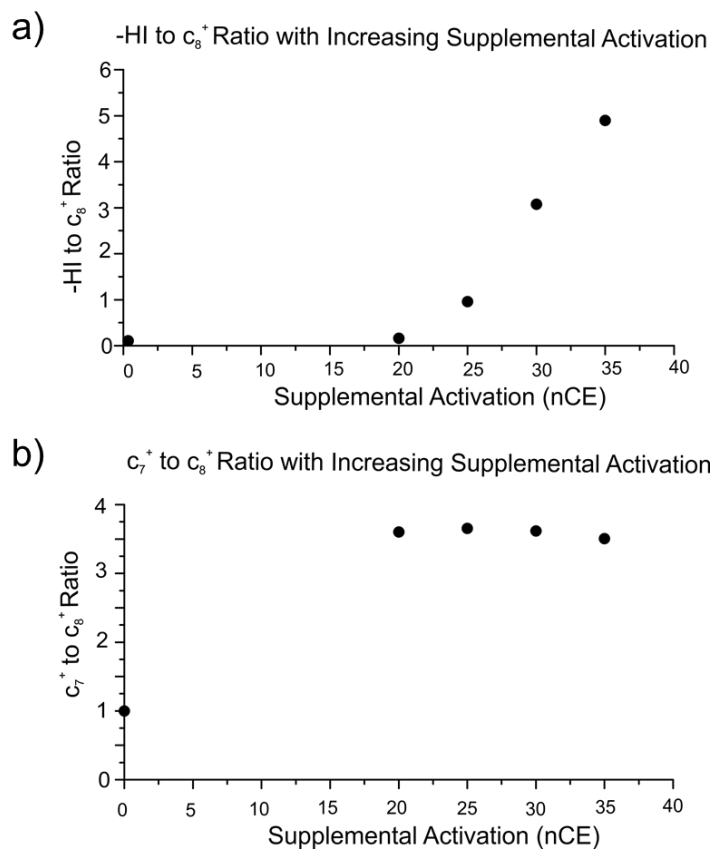 a)
-HI to c₈⁺ Ratio with Increasing Supplemental Activation
6
5
4
3
2
1
0
-HI to c₈⁺ Ratio
0 5 10 15 20 25 30 35 40
Supplemental Activation (nCE)
b)
c₇⁺ to c₈⁺ Ratio with Increasing Supplemental Activation
4
3
2
1
0
c₇⁺ to c₈⁺ Ratio
0 5 10 15 20 25 30 35 40
Supplemental Activation (nCE)